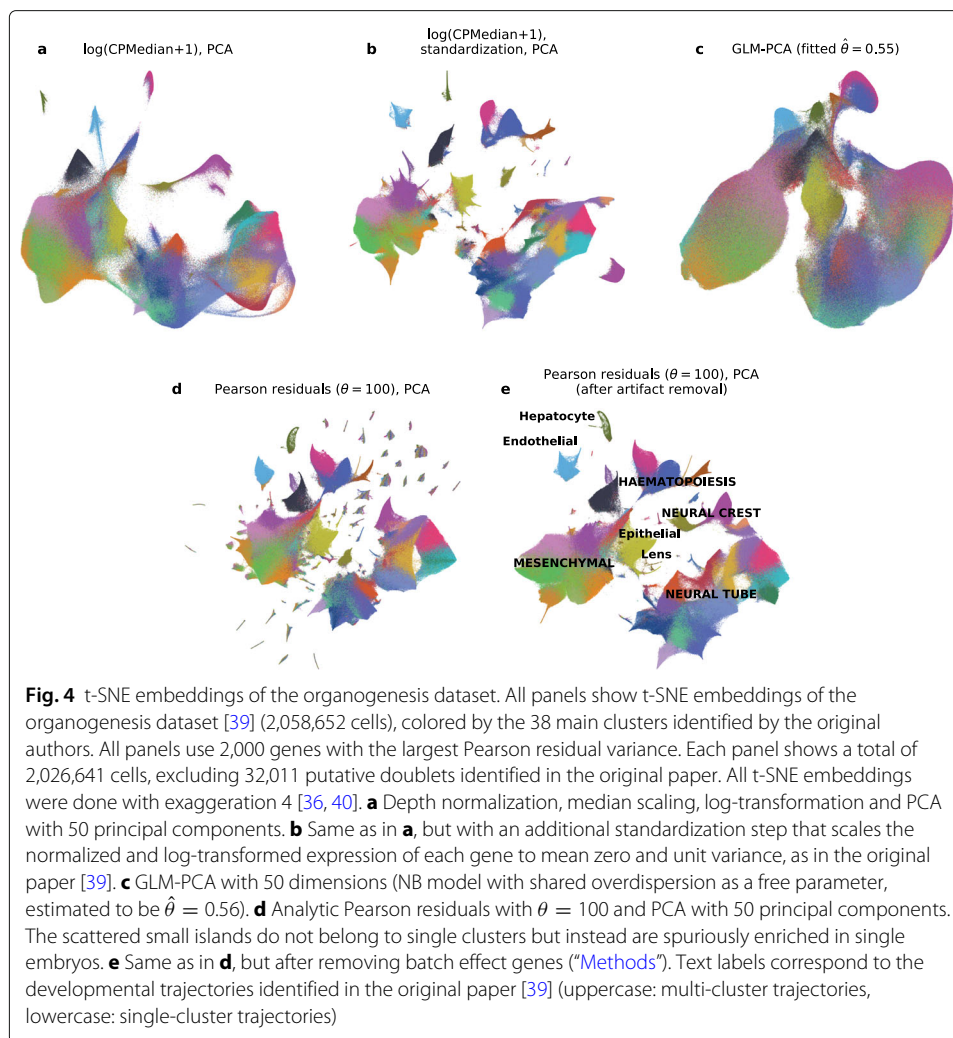 a log(CPMedian+1), PCA
b log(CPMedian+1),
standardization, PCA
c GLM-PCA (fitted θ̂ = 0.55)
d Pearson residuals (θ = 100), PCA
e Pearson residuals (θ = 100), PCA
(after artifact removal)
Hepatocyte
Endothelial
HAEMATOPOIESIS
NEURAL CREST
Epithelial
Lens
MESENCHYMAL
NEURAL TUBE
Fig. 4 t-SNE embeddings of the organogenesis dataset. All panels show t-SNE embeddings of the
organogenesis dataset [39] (2,058,652 cells), colored by the 38 main clusters identified by the original
authors. All panels use 2,000 genes with the largest Pearson residual variance. Each panel shows a total of
2,026,641 cells, excluding 32,011 putative doublets identified in the original paper. All t-SNE embeddings
were done with exaggeration 4 [36, 40]. a Depth normalization, median scaling, log-transformation and PCA
with 50 principal components. b Same as in a, but with an additional standardization step that scales the
normalized and log-transformed expression of each gene to mean zero and unit variance, as in the original
paper [39]. c GLM-PCA with 50 dimensions (NB model with shared overdispersion as a free parameter,
estimated to be θ̂ = 0.56). d Analytic Pearson residuals with θ = 100 and PCA with 50 principal components.
The scattered small islands do not belong to single clusters but instead are spuriously enriched in single
embryos. e Same as in d, but after removing batch effect genes (“Methods”). Text labels correspond to the
developmental trajectories identified in the original paper [39] (uppercase: multi-cluster trajectories,
lowercase: single-cluster trajectories)